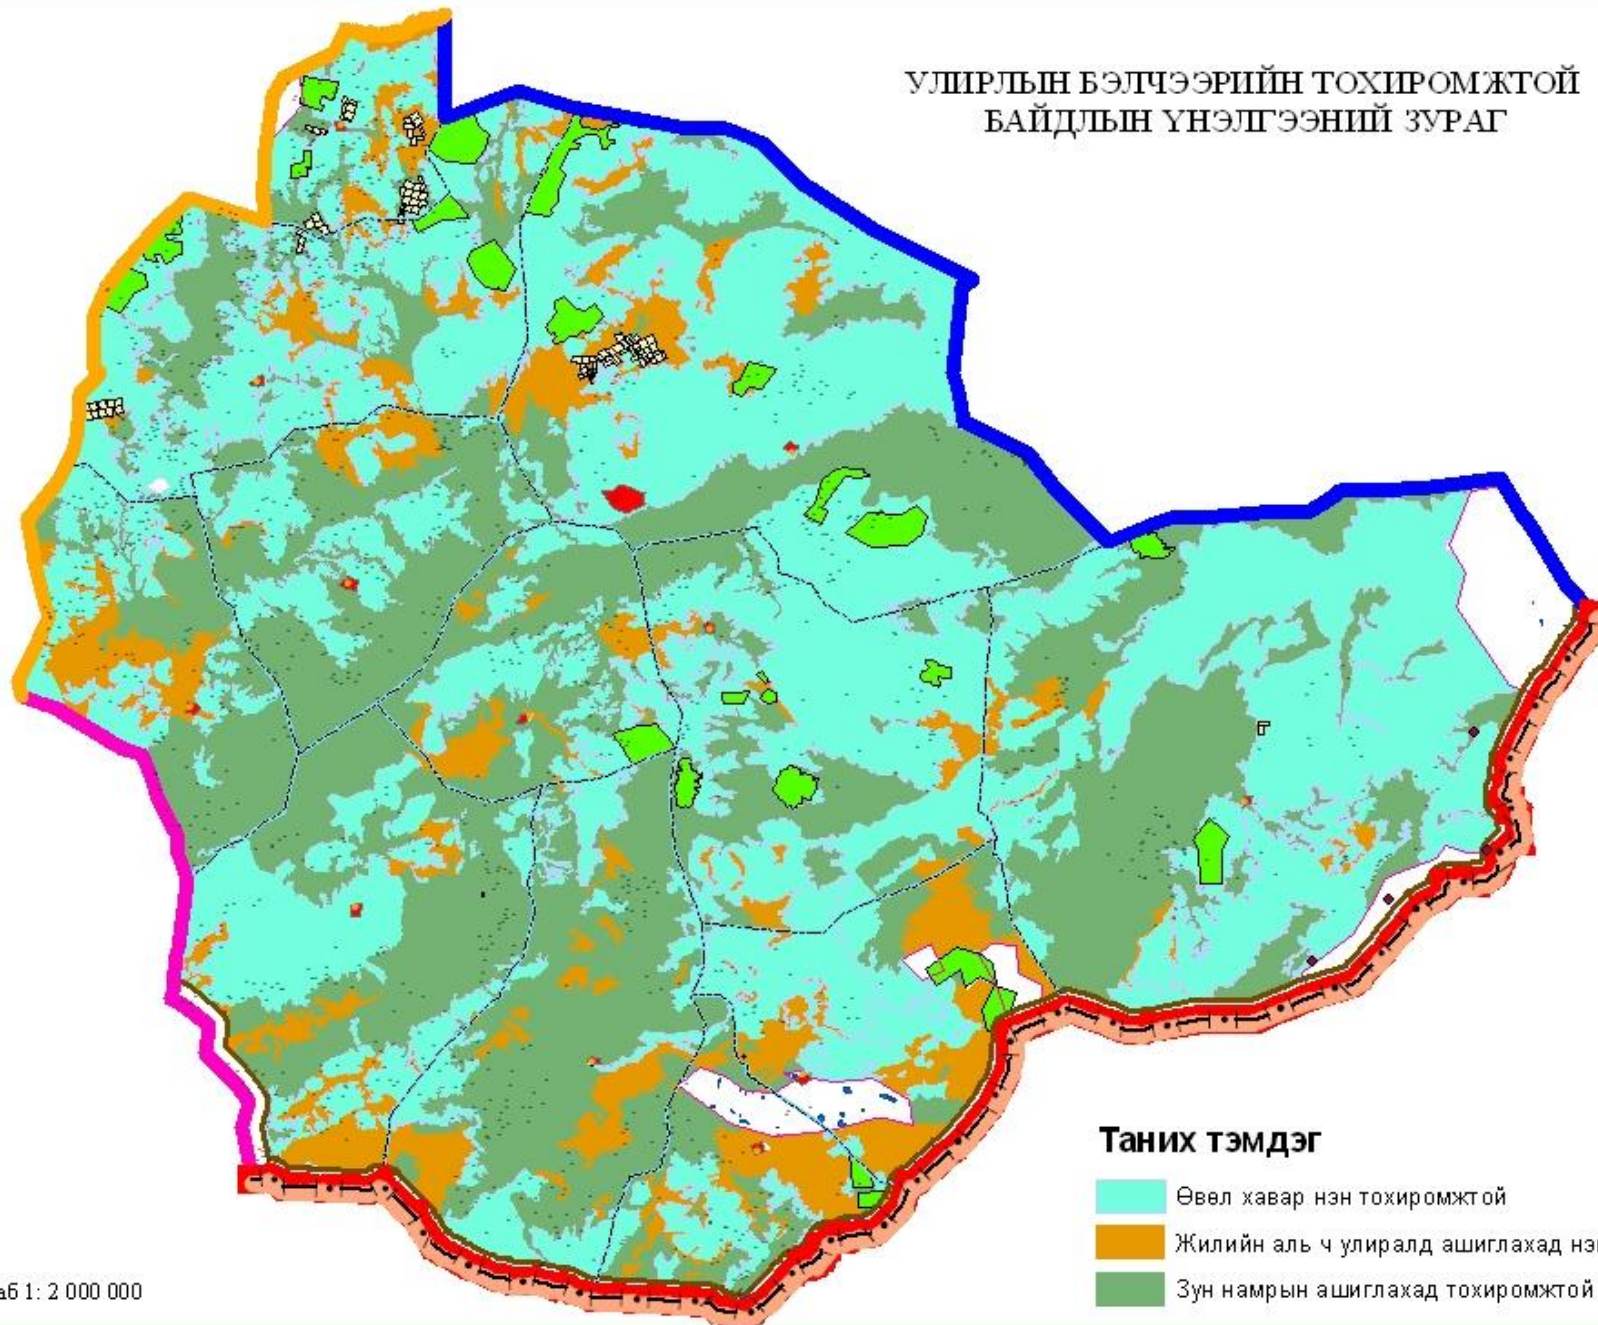 УЛИРЛЫН БЭЛЧЭЭРИЙН ТОХИРОМЖТОЙ
БАЙДЛЫН ҮНЭЛГЭЭНИЙ ЗУРАГ
Таних тэмдэг
Өвөл хавар нэн тохиромжтой
Жилийн аль ч улиралд ашиглахад
Зун намрын ашиглахад тохиромжтой
1: 2 000 000